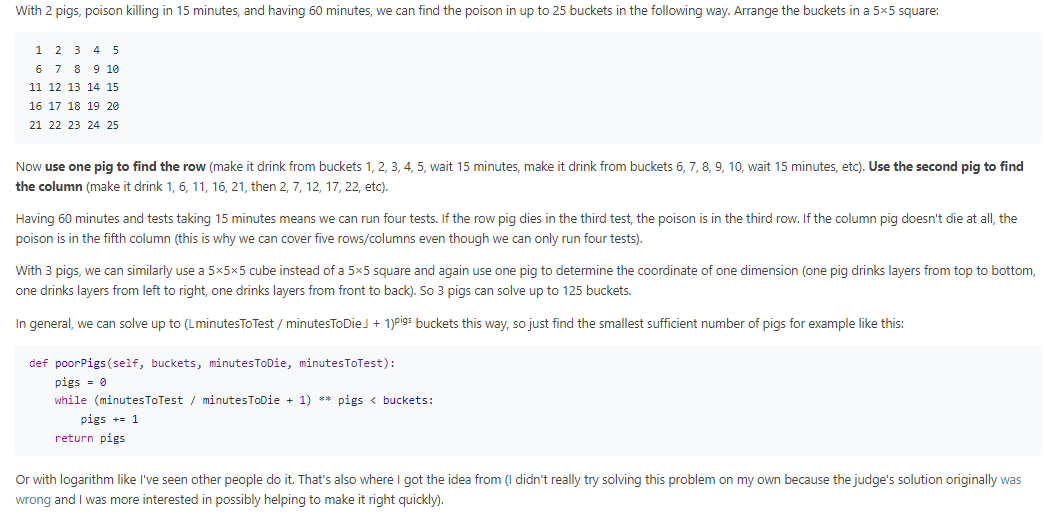 With 2 pigs, poison killing in 15 minutes, and having 60 minutes, we can find the poison in up to 25 buckets in the following way. Arrange the buckets in a 5×5 square:
1 2 3 4 5
6 7 8 9 10
11 12 13 14 15
16 17 18 19 20
21 22 23 24 25
Now use one pig to find the row (make it drink from buckets 1, 2, 3, 4, 5, wait 15 minutes, make it drink from buckets 6, 7, 8, 9, 10, wait 15 minutes, etc). Use the second pig to find
the column (make it drink 1, 6, 11, 16, 21, then 2, 7, 12, 17, 22, etc).
Having 60 minutes and tests taking 15 minutes means we can run four tests. If the row pig dies in the third test, the poison is in the third row. If the column pig doesn't die at all, the
poison is in the fifth column (this is why we can cover five rows/columns even though we can only run four tests).
With 3 pigs, we can similarly use a 5×5×5 cube instead of a 5×5 square and again use one pig to determine the coordinate of one dimension (one pig drinks layers from top to bottom,
one drinks layers from left to right, one drinks layers from front to back). So 3 pigs can solve up to 125 buckets.
In general, we can solve up to (⌊minutesToTest / minutesToDie⌋ + 1)^pigs buckets this way, so just find the smallest sufficient number of pigs for example like this:
def poorPigs(self, buckets, minutesToDie, minutesToTest):
    pigs = 0
    while (minutesToTest / minutesToDie + 1) ** pigs < buckets:
        pigs += 1
    return pigs
Or with logarithm like I've seen other people do it. That's also where I got the idea from (I didn't really try solving this problem on my own because the judge's solution originally was
wrong and I was more interested in possibly helping to make it right quickly).